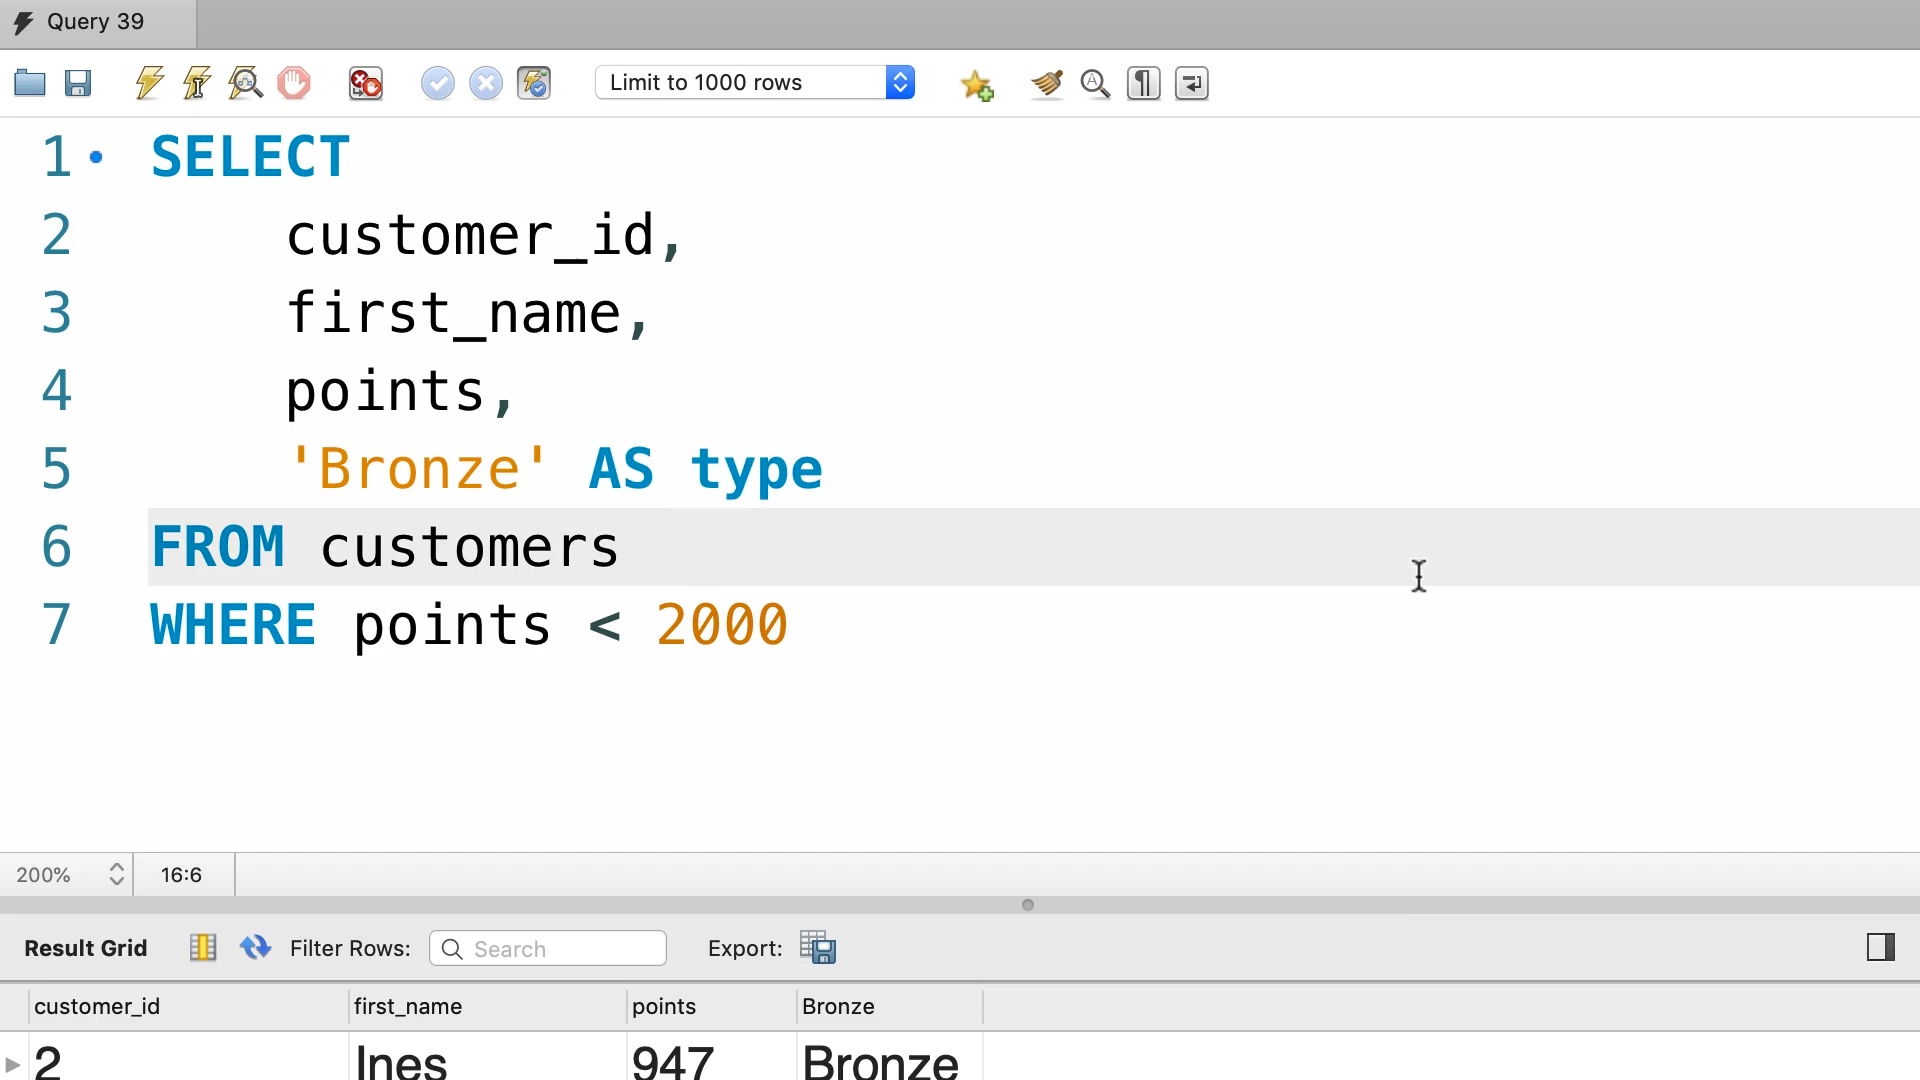 Query 39
Limit to 1000 rows
1 SELECT
2 customer_id,
3 first_name,
4 points,
5 'Bronze' AS type
6 FROM customers
7 WHERE points < 2000
200% 16:6
Result Grid Filter Rows: Search Export:
customer_id first_name points Bronze
2 Ines 947 Bronze